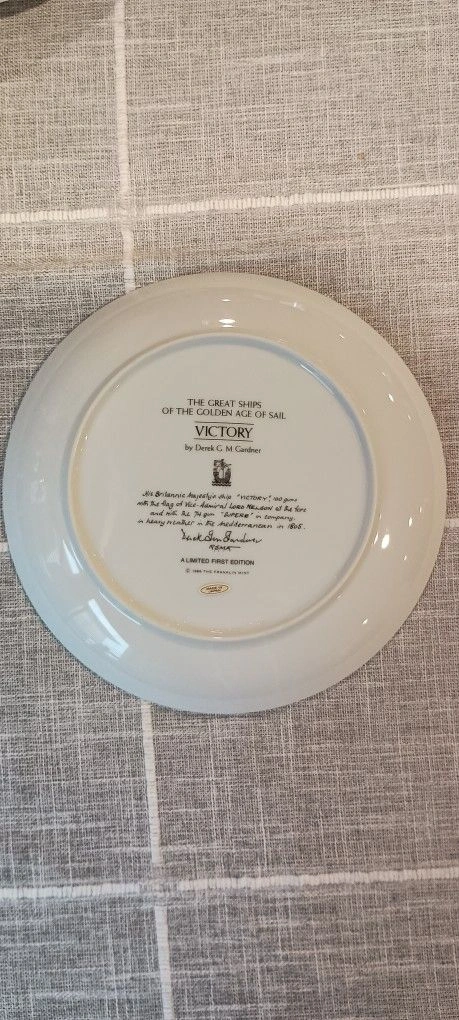 THE GREAT SHIPS
OF THE GOLDEN AGE OF SAIL
VICTORY
by Derek G. M. Gardner
His Britannic Majesty's ship "VICTORY", 100 guns
with the flag of Vice-Admiral LORD NELSON at the fore
and with the 74 gun "SUPERB" in company.
in heavy weather in the Mediterranean in 1805.
RSMA
A LIMITED FIRST EDITION
THE FRANKLIN MINT
MADE IN